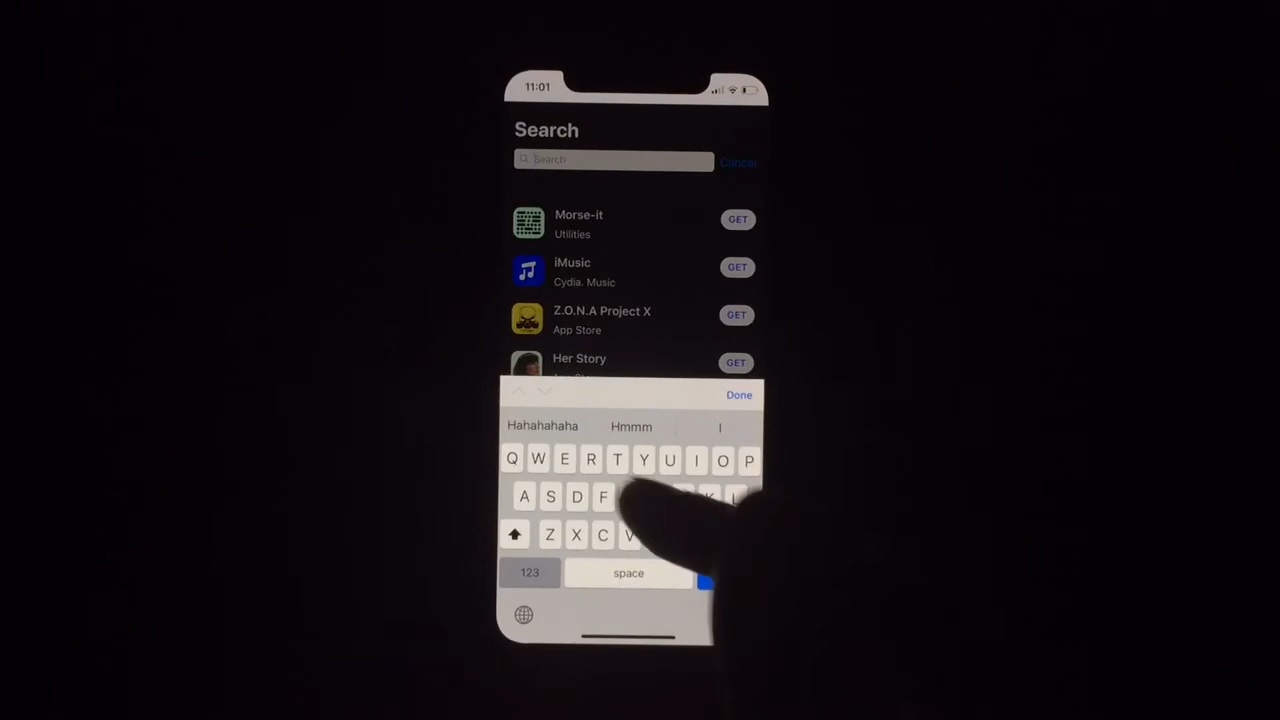 11:01
Search
Search
Cancel
Morse-it
Utilities
GET
iMusic
Cydia. Music
GET
Z.O.N.A Project X
App Store
GET
Her Story
GET
Done
Hahahahaha
Hmmm
I
Q W E R T Y U I O P
A S D F K L
Z X C V
123
space